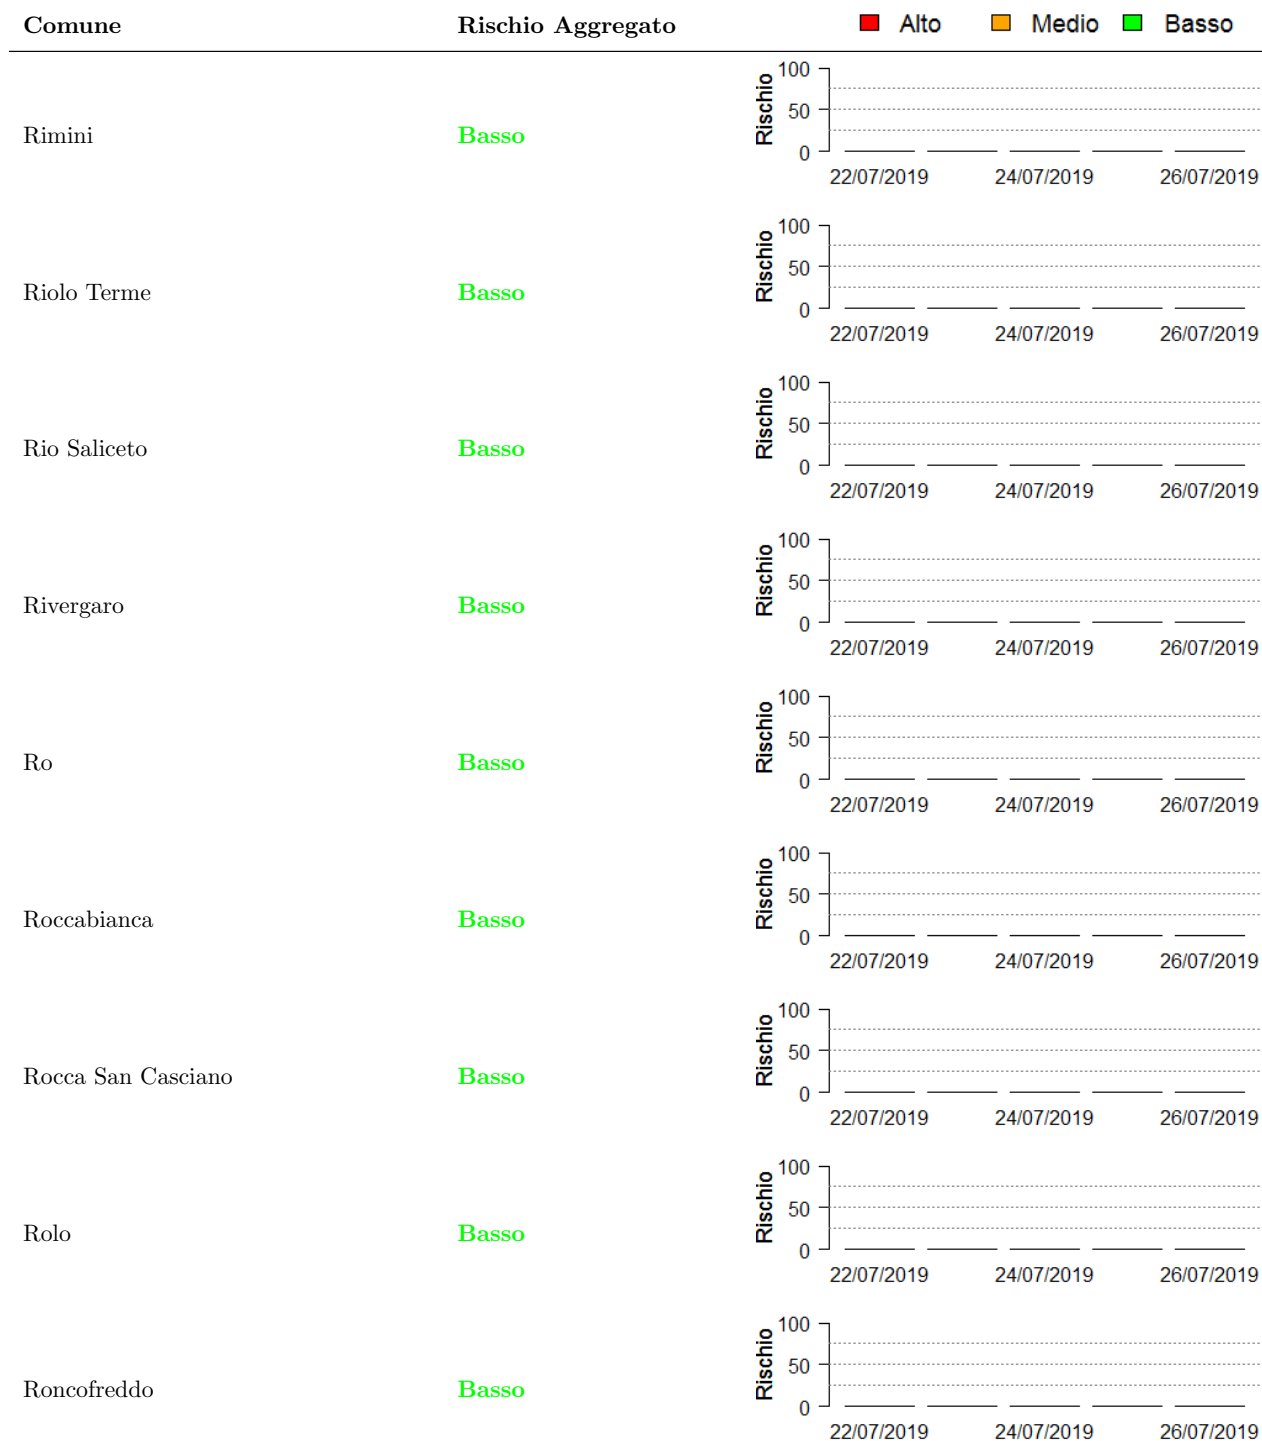 Comune Rischio Aggregato Alto Medio Basso
Rimini Basso Rischio 100 50 0
22/07/2019 24/07/2019 26/07/2019
Riolo Terme Basso Rischio 100 50 0
22/07/2019 24/07/2019 26/07/2019
Rio Saliceto Basso Rischio 100 50 0
22/07/2019 24/07/2019 26/07/2019
Rivergaro Basso Rischio 100 50 0
22/07/2019 24/07/2019 26/07/2019
Ro Basso Rischio 100 50 0
22/07/2019 24/07/2019 26/07/2019
Roccabianca Basso Rischio 100 50 0
22/07/2019 24/07/2019 26/07/2019
Rocca San Casciano Basso Rischio 100 50 0
22/07/2019 24/07/2019 26/07/2019
Rolo Basso Rischio 100 50 0
22/07/2019 24/07/2019 26/07/2019
Roncofreddo Basso Rischio 100 50 0
22/07/2019 24/07/2019 26/07/2019